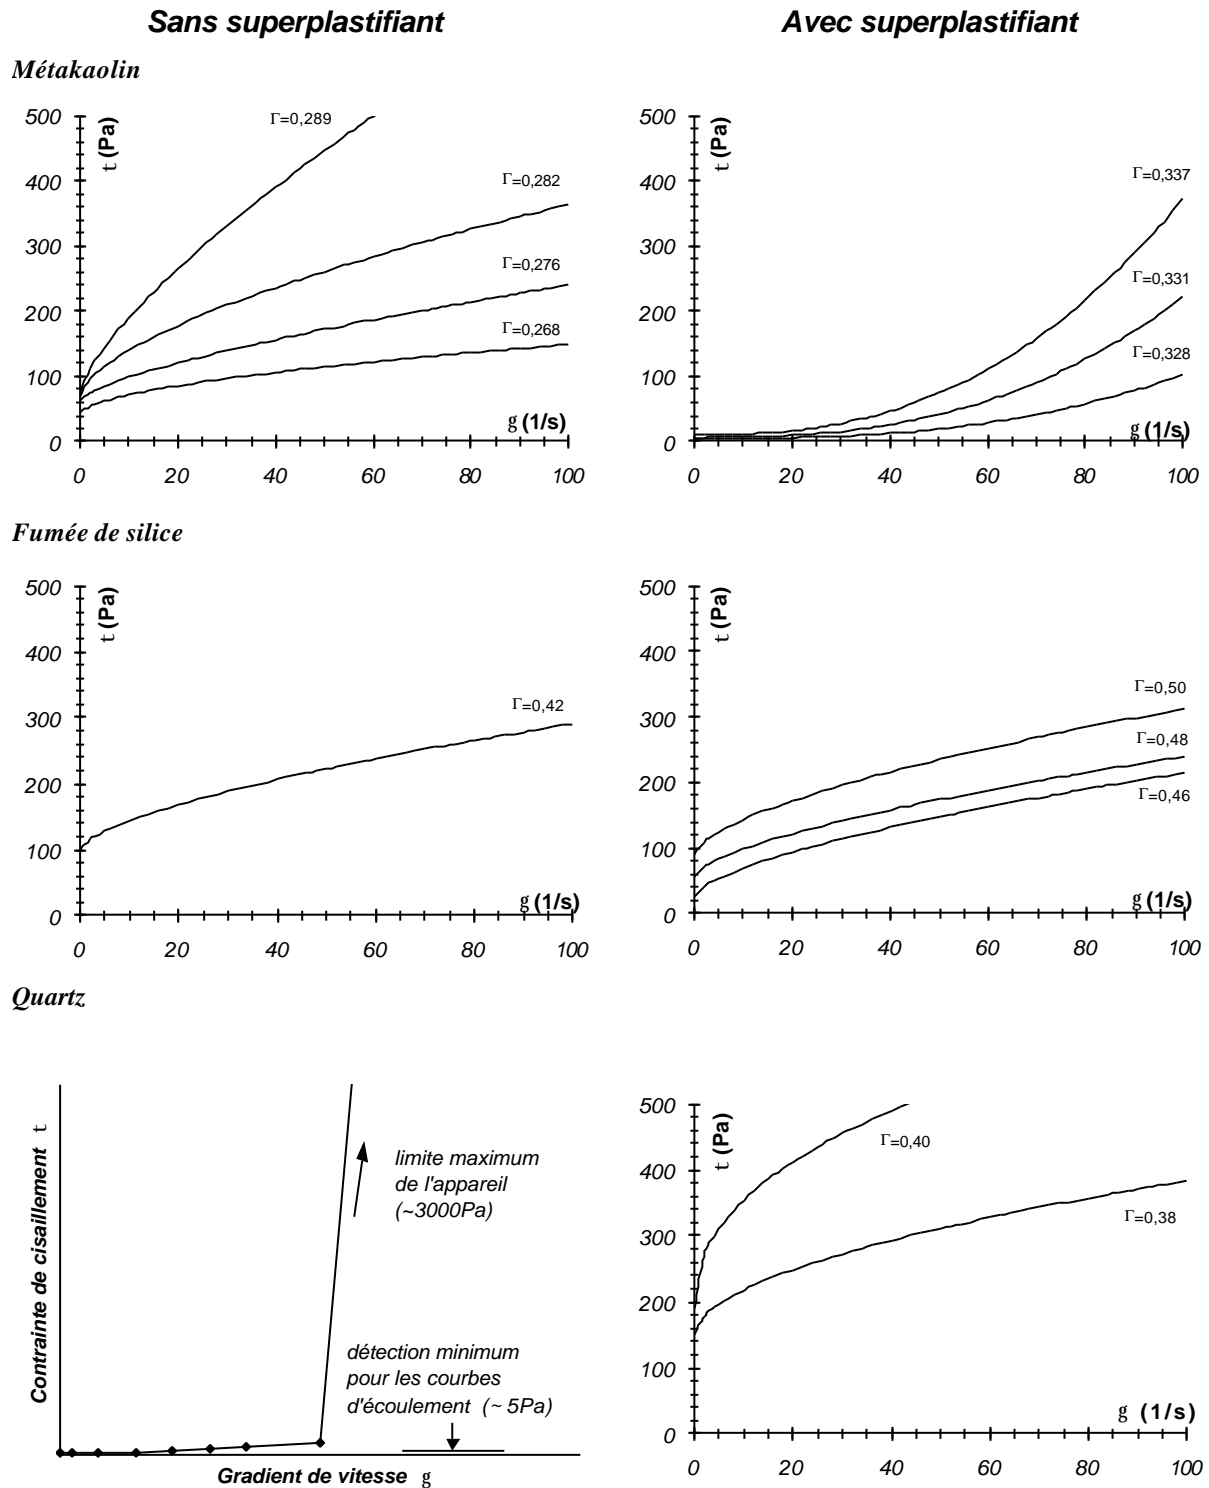 Sans superplastifiant
Avec superplastifiant
Métakaolin
500
400
300
200
100
0
τ (Pa)
Γ=0,289
Γ=0,282
Γ=0,276
Γ=0,268
g (1/s)
0 20 40 60 80 100
500
400
300
200
100
0
τ (Pa)
Γ=0,337
Γ=0,331
Γ=0,328
g (1/s)
0 20 40 60 80 100
Fumée de silice
500
400
300
200
100
0
τ (Pa)
Γ=0,42
g (1/s)
0 20 40 60 80 100
500
400
300
200
100
0
τ (Pa)
Γ=0,50
Γ=0,48
Γ=0,46
g (1/s)
0 20 40 60 80 100
Quartz
Contrainte de cisaillement τ
limite maximum
de l'appareil
(~3000Pa)
détection minimum
pour les courbes
d'écoulement (~ 5Pa)
Gradient de vitesse g
500
400
300
200
100
0
τ (Pa)
Γ=0,40
Γ=0,38
g (1/s)
0 20 40 60 80 100